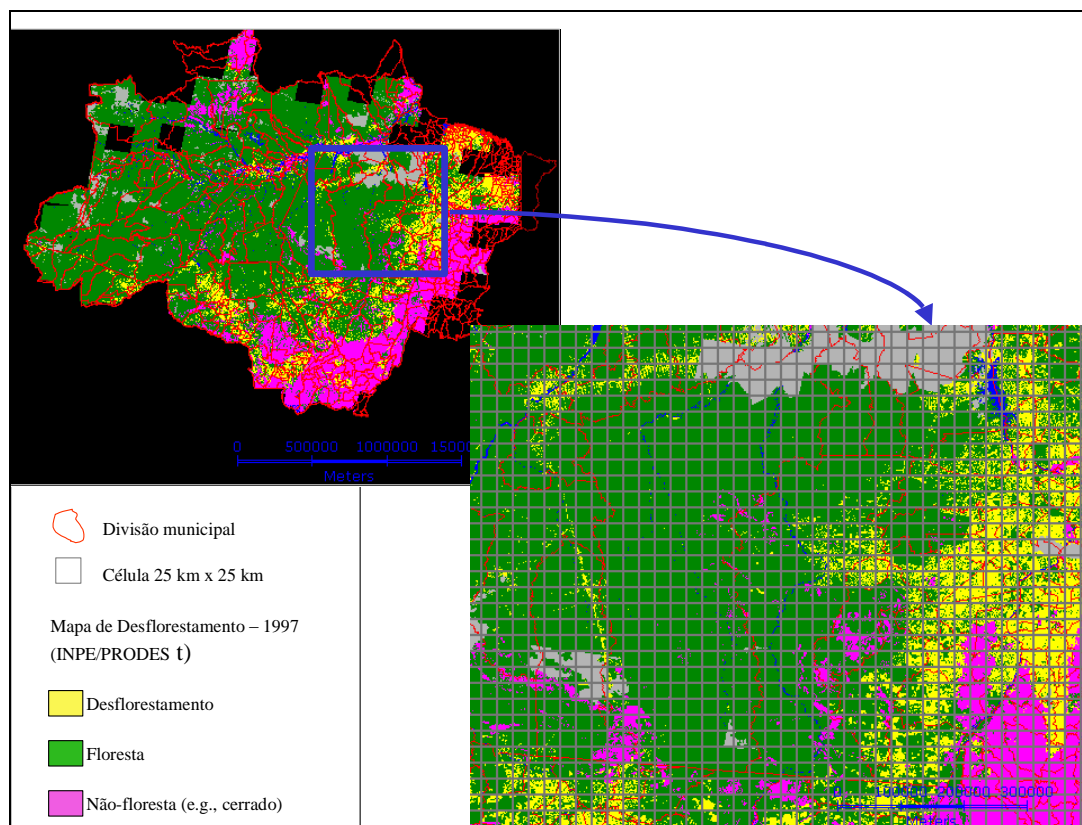 0 500000 1000000 15000
Meters
Divisão municipal
Célula 25 km x 25 km
Mapa de Desflorestamento – 1997
(INPE/PRODES t)
Desflorestamento
Floresta
Não-floresta (e.g., cerrado)
0 100000 200000 300000
Meters